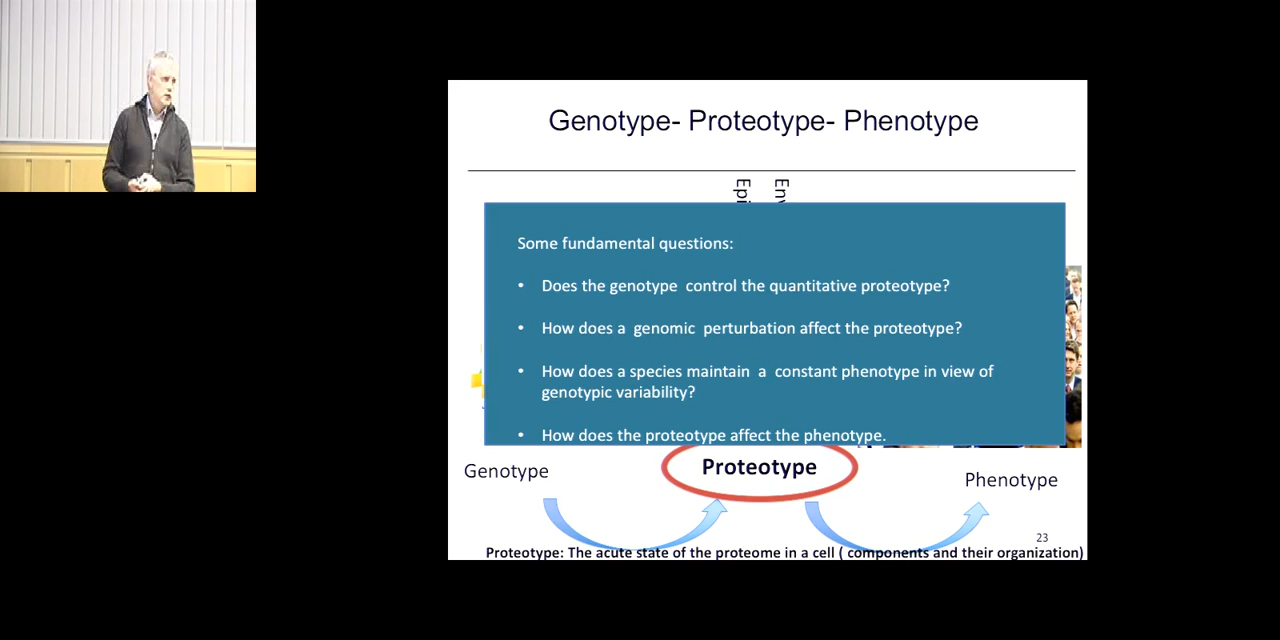 Genotype- Proteotype- Phenotype
Epi
Env
Some fundamental questions:
• Does the genotype control the quantitative proteotype?
• How does a genomic perturbation affect the proteotype?
• How does a species maintain a constant phenotype in view of
genotypic variability?
• How does the proteotype affect the phenotype.
Genotype
Proteotype
Phenotype
23
Proteotype: The acute state of the proteome in a cell ( components and their organization)